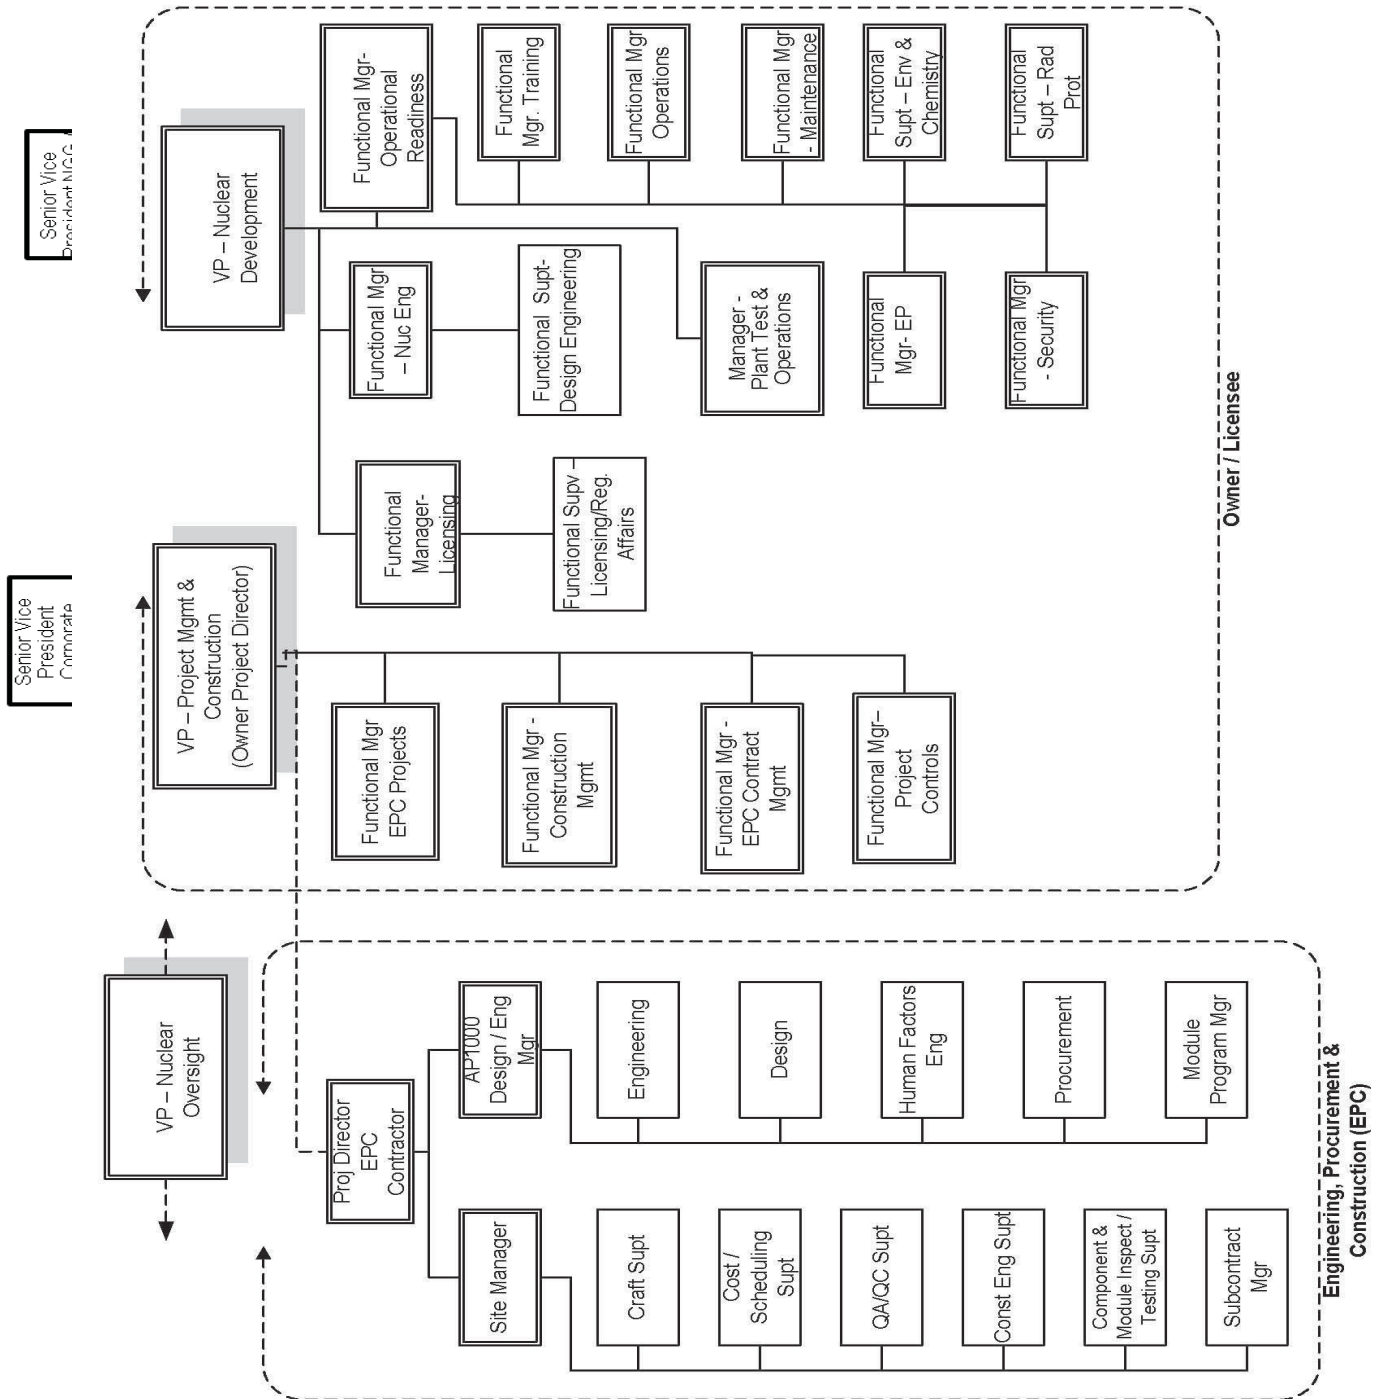 Senior Vice
President
Corporate
Senior Vice
President NGG
VP – Nuclear
Oversight
VP – Project Mgmt &
Construction
(Owner Project Director)
VP – Nuclear
Development
Proj Director
EPC
Contractor
Site Manager
AP1000
Design / Eng
Mgr
Craft Supt
Cost /
Scheduling
Supt
QA/QC Supt
Const Eng Supt
Component &
Module Inspect /
Testing Supt
Subcontract
Mgr
Engineering
Design
Human Factors
Eng
Procurement
Module
Program Mgr
Engineering, Procurement &
Construction (EPC)
Functional Mgr
EPC Projects
Functional Mgr -
Construction
Mgmt
Functional Mgr -
EPC Contract
Mgmt
Functional Mgr–
Project
Controls
Functional
Manager-
Licensing
Functional Supv –
Licensing/Reg.
Affairs
Functional Mgr
– Nuc Eng
Functional Supt-
Design Engineering
Manager -
Plant Test &
Operations
Functional Mgr-
Operational
Readiness
Functional
Mgr. Training
Functional Mgr
Operations
Functional Mgr
- Maintenance
Functional
Supt – Env &
Chemistry
Functional
Supt – Rad
Prot
Functional
Mgr- EP
Functional Mgr
- Security
Owner / Licensee